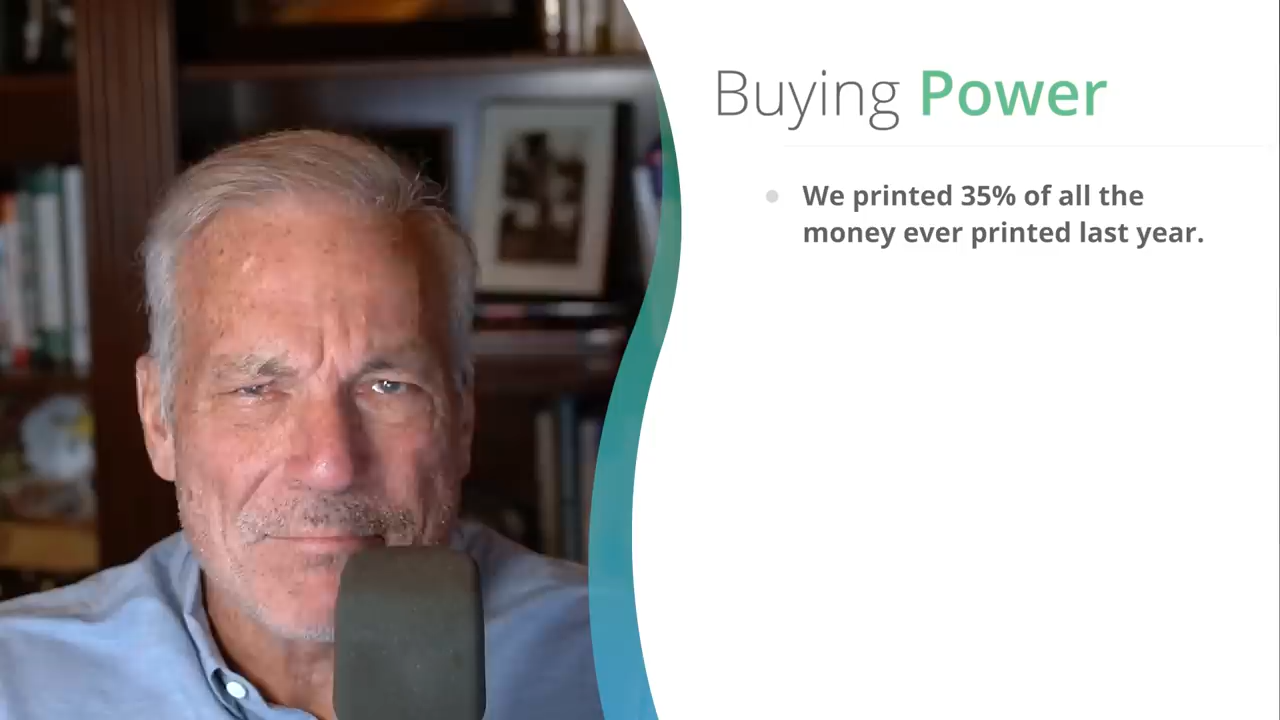 Buying Power
We printed 35% of all the
money ever printed last year.